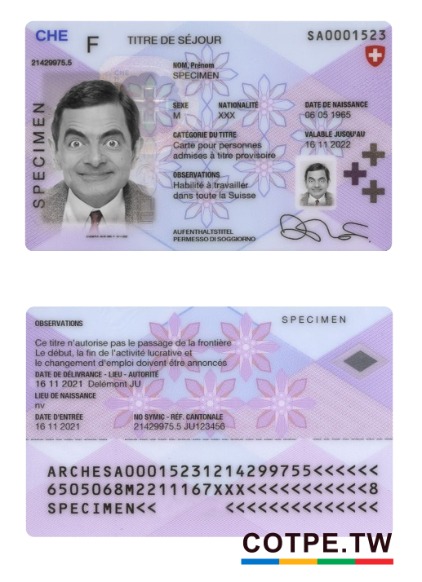 CHE
F
TITRE DE SÉJOUR
SA0001523
21429975.5
NOM, Prénom
SPECIMEN
SEXE NATIONALITÉ DATE DE NAISSANCE
M XXX 06 05 1965
CATÉGORIE DU TITRE VALABLE JUSQU'AU
Carte pour personnes 16 11 2022
admises à titre provisoire
OBSERVATIONS
Habilité à travailler
dans toute la Suisse
AUFENTHALTSTITEL
PERMESSO DI SOGGIORNO
SPECIMEN
OBSERVATIONS
SPECIMEN
Ce titre n'autorise pas le passage de la frontière
Le début, la fin de l'activité lucrative et
le changement d'emploi doivent être annoncés
DATE DE DÉLIVRANCE - LIEU - AUTORITÉ
16 11 2021 Delémont JU
LIEU DE NAISSANCE
nv
DATE D'ENTRÉE NO SYMIC - RÉF. CANTONALE
16 11 2021 21429975.5 JU123456
ARCHESA00015231214299755<<<<<<
6505068M2211167XXX<<<<<<<<<<<8
SPECIMEN<< <<<<<<<<<<<<<<
COTPE.TW